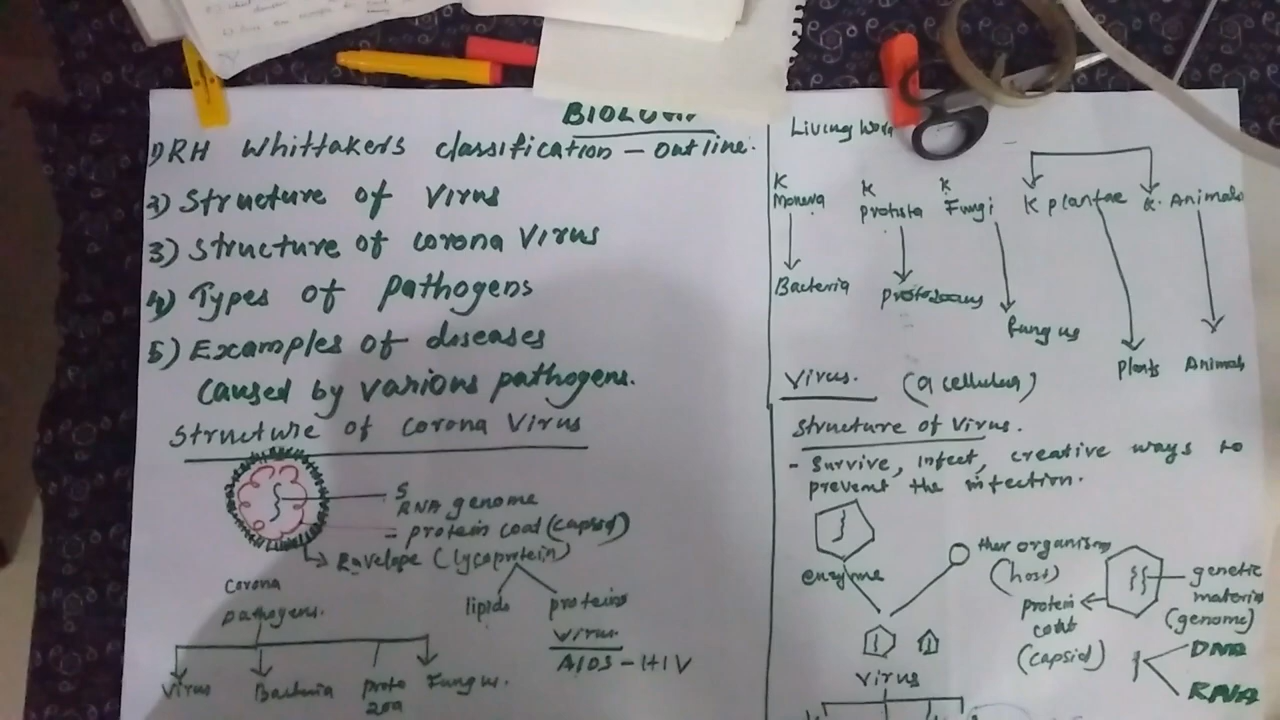 BIOLOGY
1) RH Whittakers classification - outline.
2) Structure of Virus
3) Structure of corona Virus
4) Types of pathogens
5) Examples of diseases
caused by various pathogens.
Structure of corona Virus
RNA genome
- protein coat (capsid)
Envelope (lycoprotein)
lipids proteins
Corona
pathogens.
Virus Bacteria proto Fungus.
zoa
Virus
AIDS - HIV
Living
K K K
Monera protista Fungi K plantae K. Animals
Bacteria
Fungus
Plants Animals
Virus. (acellular)
Structure of Virus.
- Survive, infect, creative ways to
prevent the infection.
enzyme
organism
(host)
genetic
material
(genome)
protein
coat
(capsid)
DNA
RNA
Virus